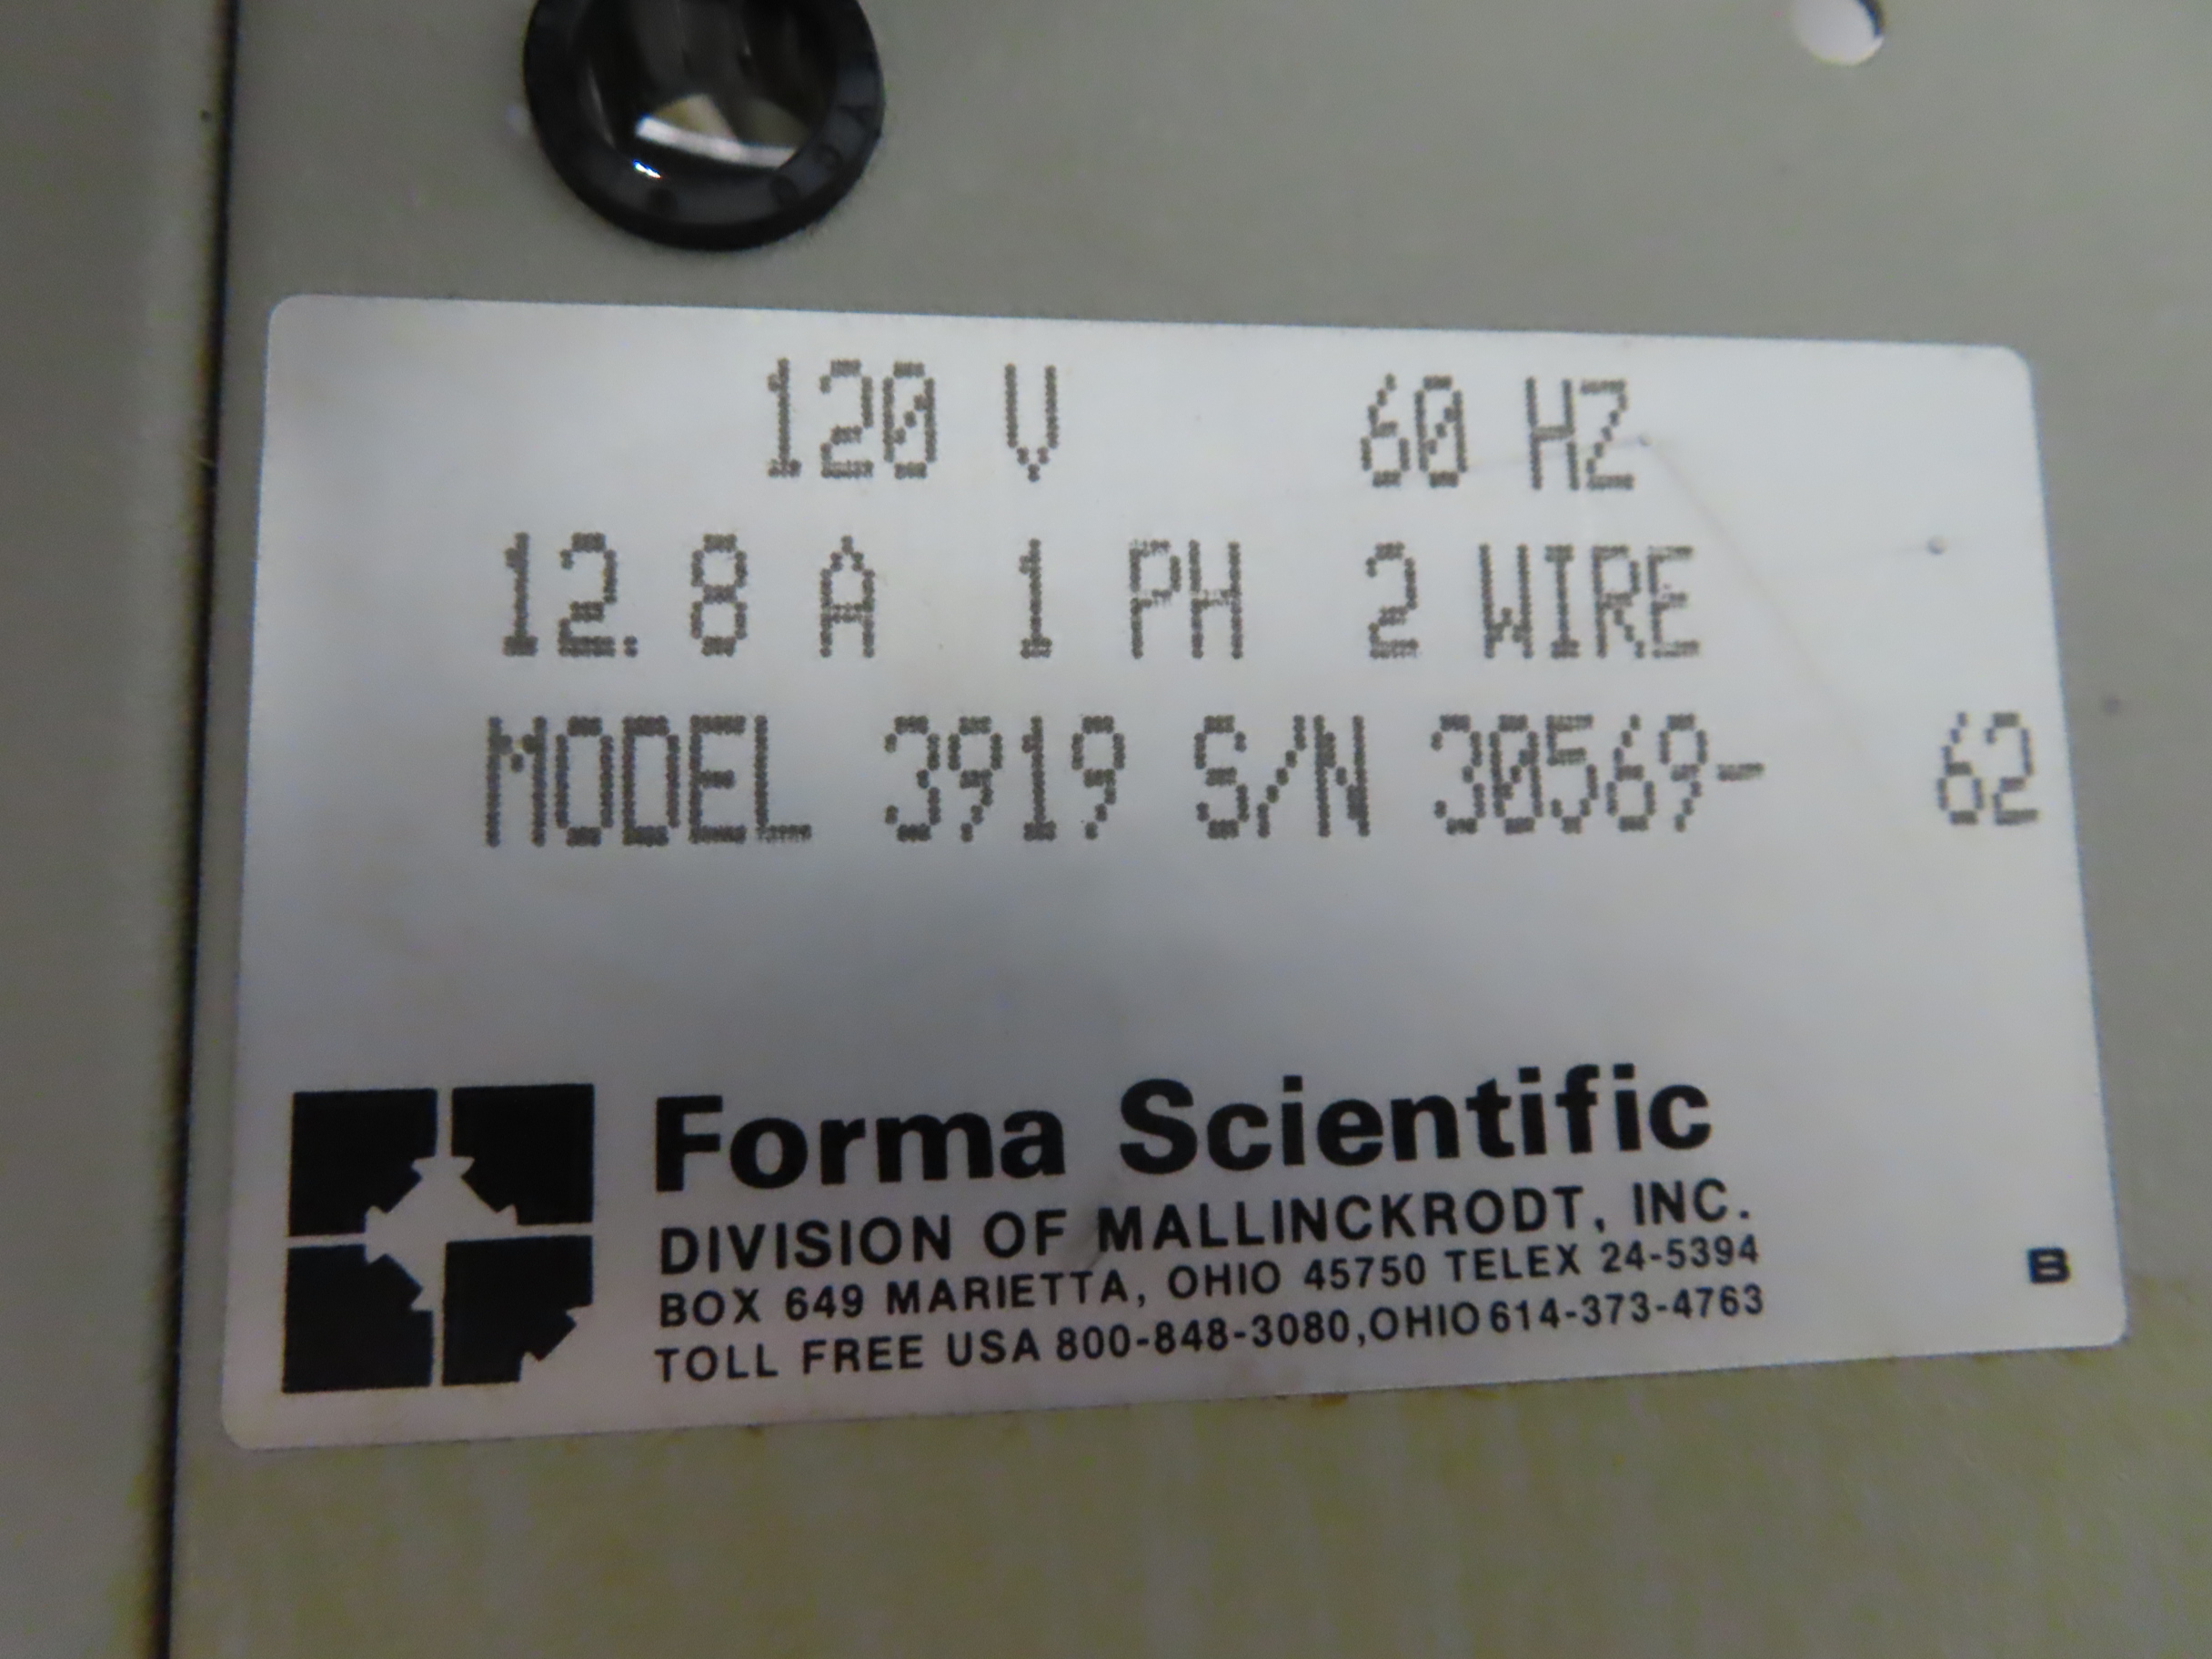 120 V 60 HZ
12.8 A 1 PH 2 WIRE
MODEL 3919 S/N 30569- 62
Forma Scientific
DIVISION OF MALLINCKRODT, INC.
BOX 649 MARIETTA, OHIO 45750 TELEX 24-5394
TOLL FREE USA 800-848-3080,OHIO 614-373-4763
B